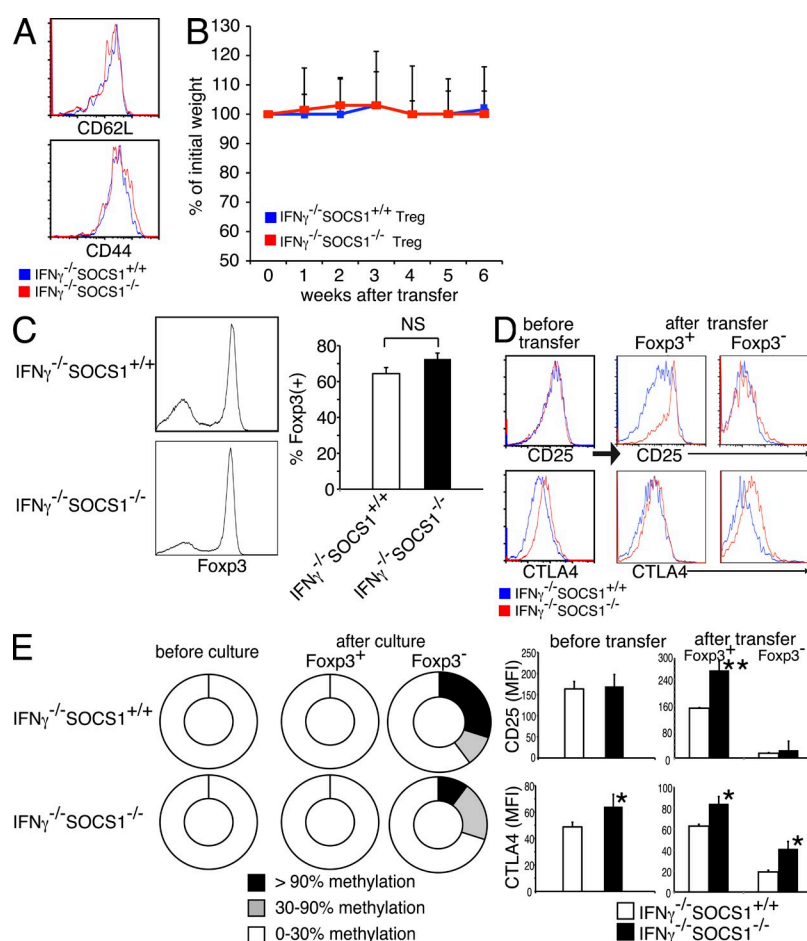 A
CD62L
CD44
IFNγ-/-SOCS1+/+
IFNγ-/-SOCS1-/-
B
% of initial weight
130
120
110
100
90
80
70
60
50
IFNγ-/-SOCS1+/+ Treg
IFNγ-/-SOCS1-/- Treg
0 1 2 3 4 5 6
weeks after transfer
C
IFNγ-/-SOCS1+/+
IFNγ-/-SOCS1-/-
Foxp3
NS
% Foxp3(+)
80
60
40
20
0
IFNγ-/-SOCS1+/+
IFNγ-/-SOCS1-/-
D
before transfer
after transfer
Foxp3+ Foxp3-
CD25 CD25
CTLA4 CTLA4
IFNγ-/-SOCS1+/+
IFNγ-/-SOCS1-/-
E
before culture
after culture
Foxp3+ Foxp3-
IFNγ-/-SOCS1+/+
IFNγ-/-SOCS1-/-
> 90% methylation
30-90% methylation
0-30% methylation
before transfer
after transfer
Foxp3+ Foxp3-
CD25 (MFI)
250
200
150
100
50
0
300
240
180
120
60
0
**
CTLA4 (MFI)
80
60
40
20
0
*
100
80
60
40
20
0
*
*
IFNγ-/-SOCS1+/+
IFNγ-/-SOCS1-/-